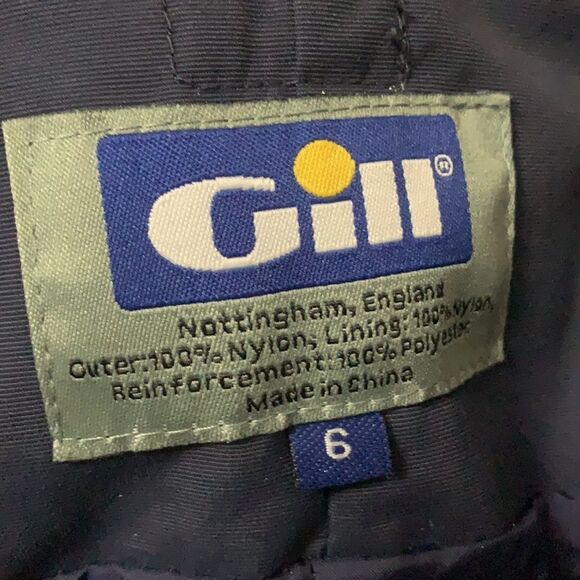 Gill®
Nottingham, England
Outer:100% Nylon, Lining: 100% Nylon,
Reinforcement:100% Polyester
Made in China
6